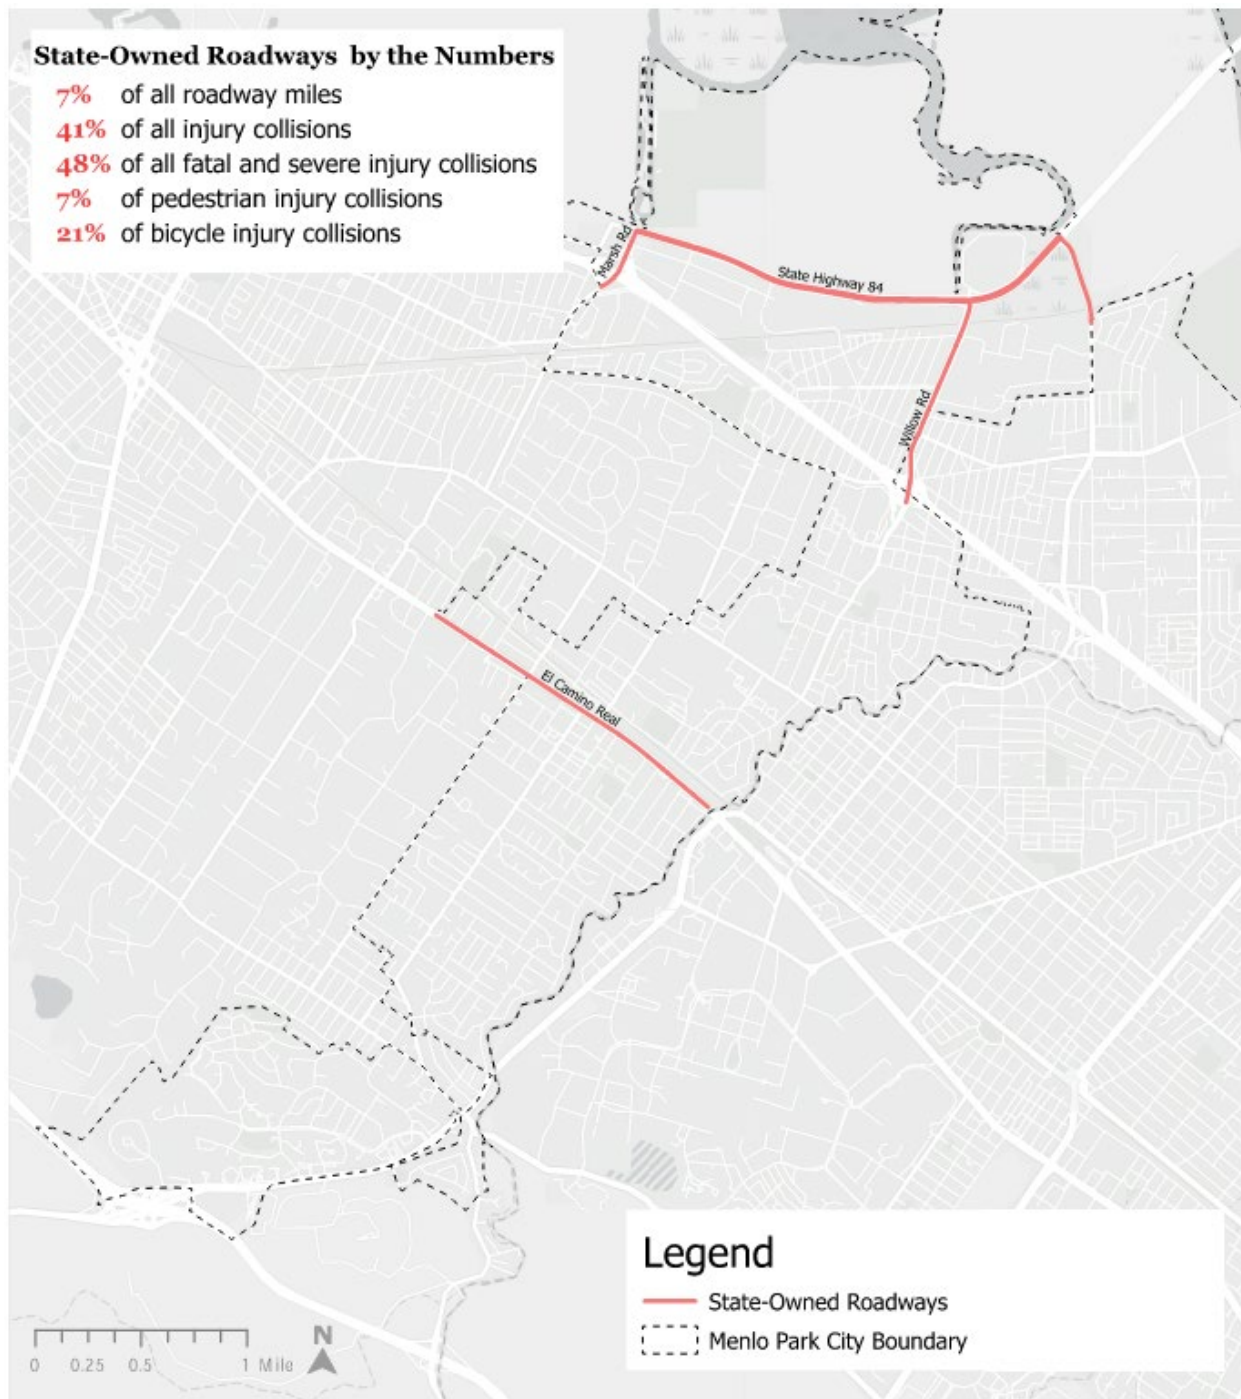 State-Owned Roadways by the Numbers
7% of all roadway miles
41% of all injury collisions
48% of all fatal and severe injury collisions
7% of pedestrian injury collisions
21% of bicycle injury collisions
Marsh Rd
State Highway 84
Willow Rd
El Camino Real
Legend
State-Owned Roadways
Menlo Park City Boundary
N
0 0.25 0.5 1 Mile